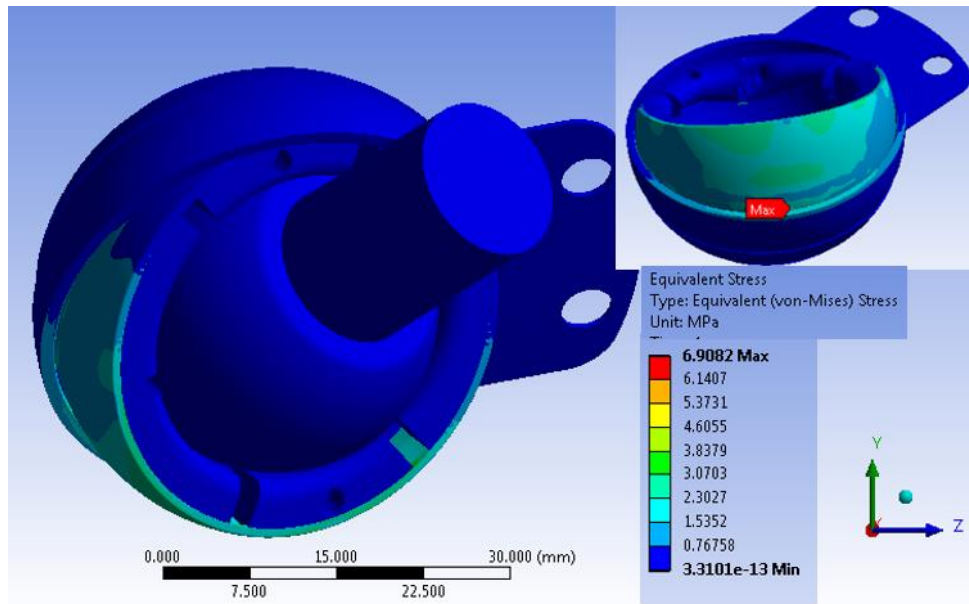 Max
Equivalent Stress
Type: Equivalent (von-Mises) Stress
Unit: MPa
6.9082 Max
6.1407
5.3731
4.6055
3.8379
3.0703
2.3027
1.5352
0.76758
3.3101e-13 Min
Y
Z
0.000
15.000
30.000 (mm)
7.500
22.500